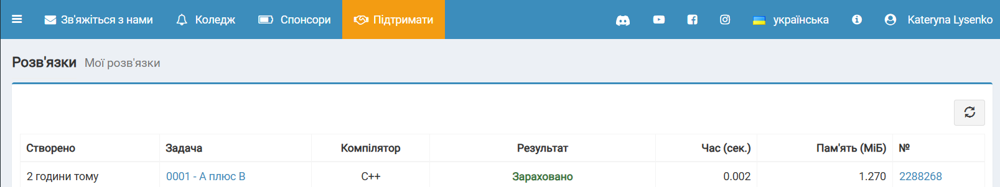 Зв'яжіться з нами Коледж Спонсори Підтримати українська Kateryna Lysenko
Розв'язки Мої розв'язки
Створено Задача Компілятор Результат Час (сек.) Пам'ять (МіБ) №
2 години тому 0001 - А плюс В C++ Зараховано 0.002 1.270 2288268